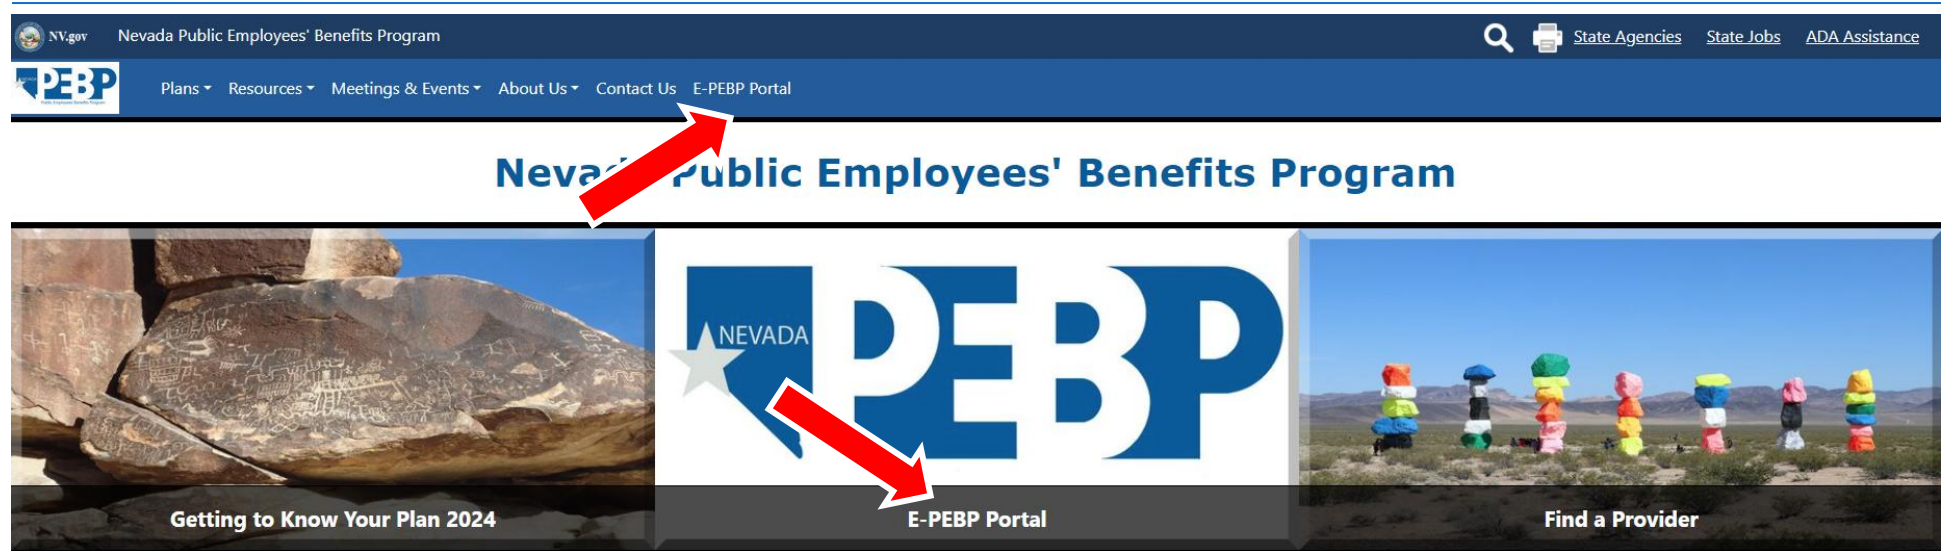 NV.gov Nevada Public Employees' Benefits Program State Agencies State Jobs ADA Assistance
PEBP Plans Resources Meetings & Events About Us Contact Us E-PEBP Portal
Public Employees' Benefits Program
NEVADA
PEBP
Getting to Know Your Plan 2024 E-PEBP Portal Find a Provider